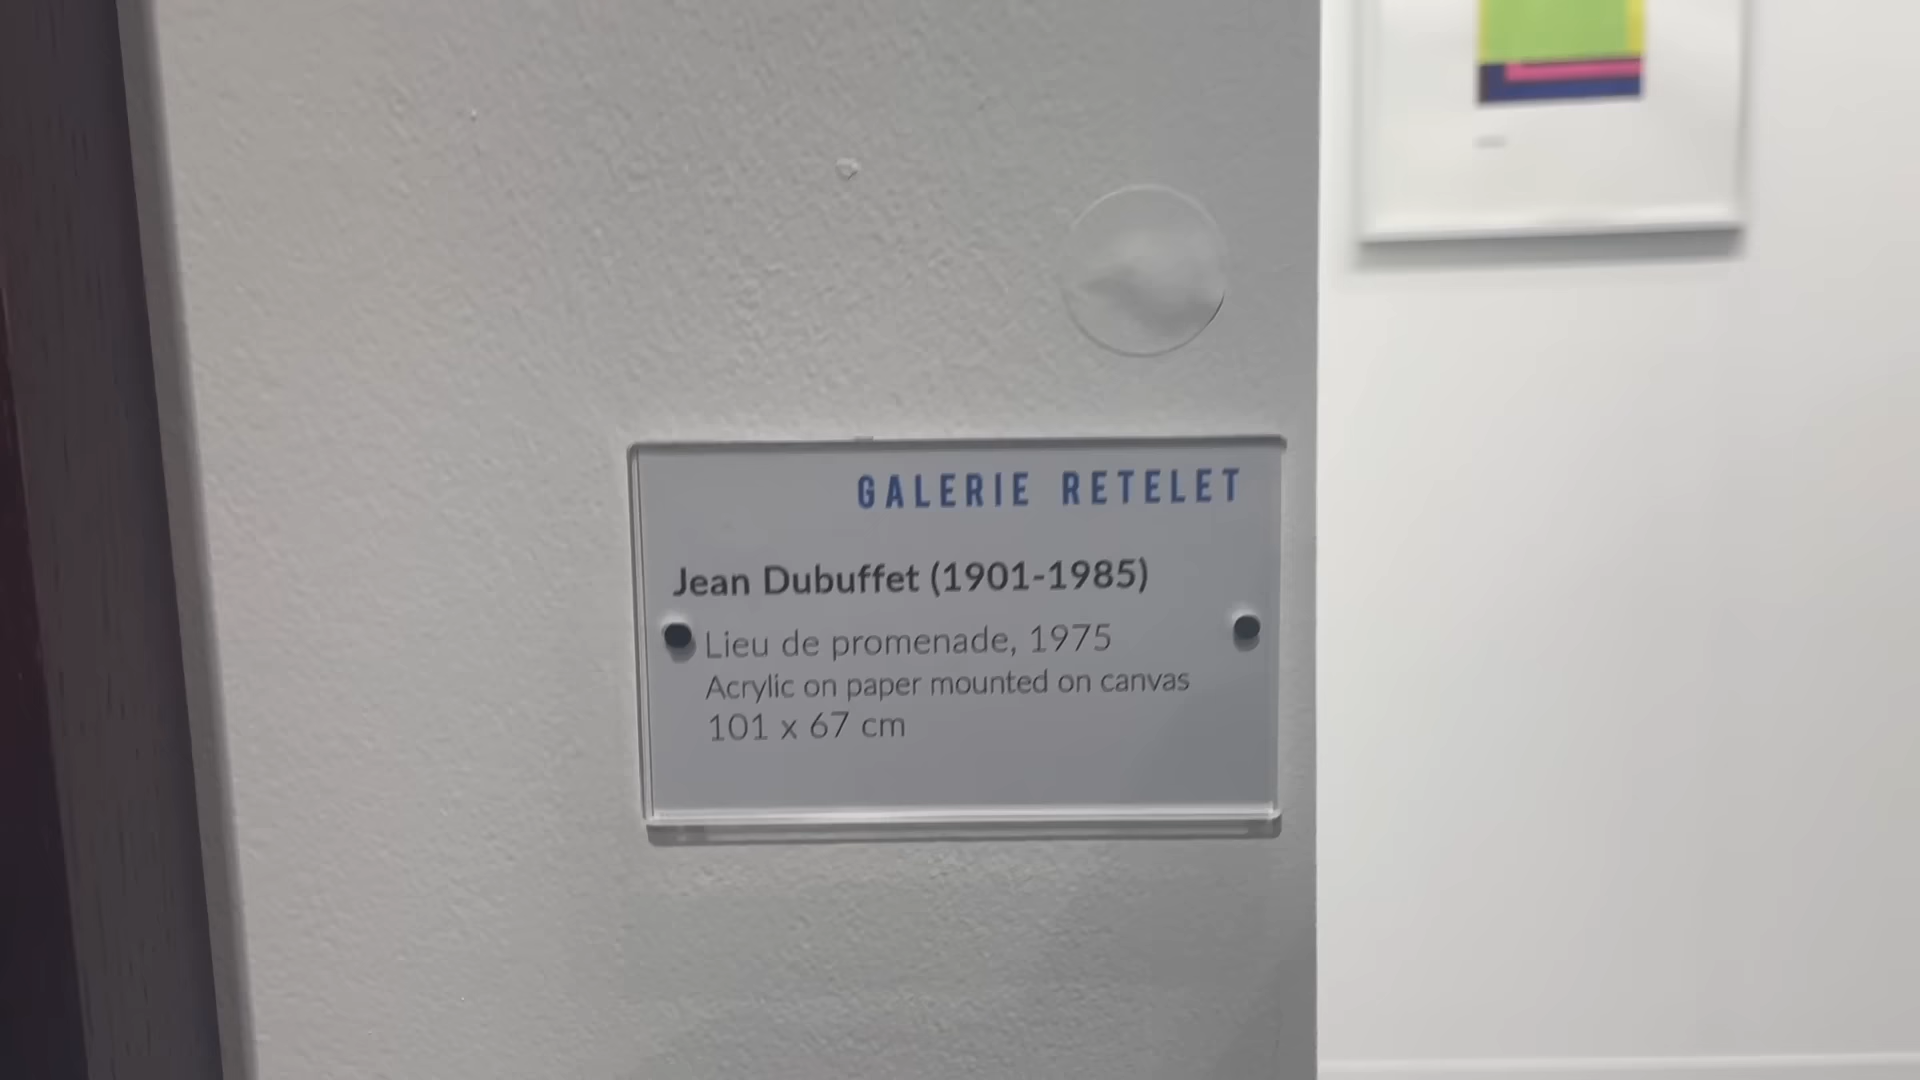 GALERIE RETELET
Jean Dubuffet (1901-1985)
Lieu de promenade, 1975
Acrylic on paper mounted on canvas
101 x 67 cm